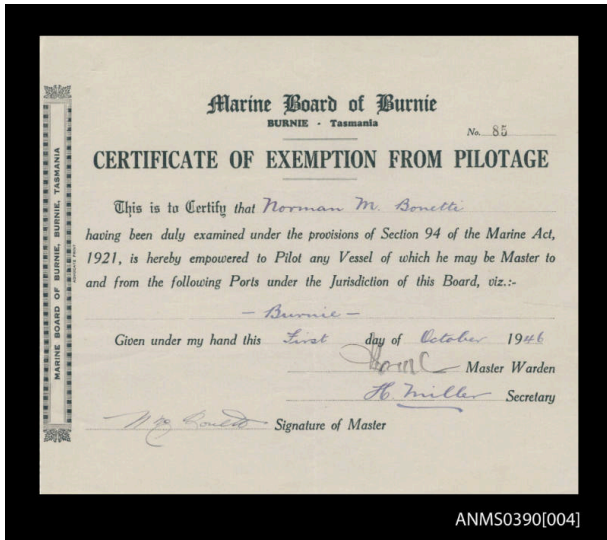 Marine Board of Burnie
BURNIE - Tasmania
No. 85
CERTIFICATE OF EXEMPTION FROM PILOTAGE
This is to Certify that Norman M. Bonetti
having been duly examined under the provisions of Section 94 of the Marine Act,
1921, is hereby empowered to Pilot any Vessel of which he may be Master to
and from the following Ports under the Jurisdiction of this Board, viz.:-
- Burnie -
Given under my hand this First day of October 1946
Master Warden
H. Miller Secretary
Signature of Master
MARINE BOARD OF BURNIE, BURNIE, TASMANIA
ADVOCATE PRINT
ANMS0390[004]